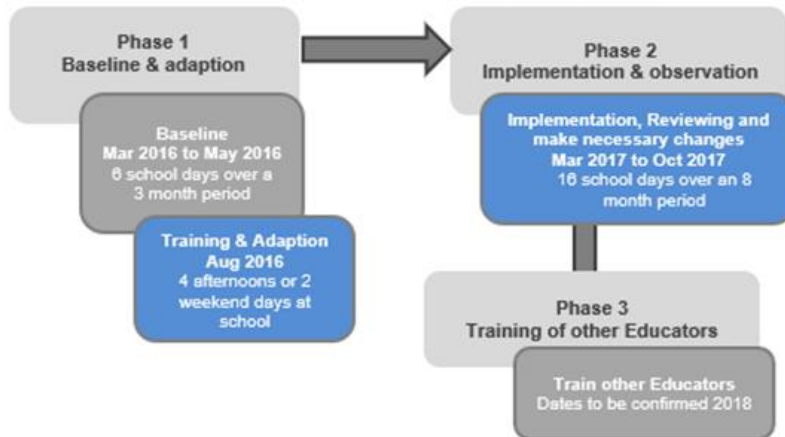 Phase 1
Baseline & adaption
Baseline
Mar 2016 to May 2016
6 school days over a
3 month period
Training & Adaption
Aug 2016
4 afternoons or 2
weekend days at
school
Phase 2
Implementation & observation
Implementation, Reviewing and
make necessary changes
Mar 2017 to Oct 2017
16 school days over an 8
month period
Phase 3
Training of other Educators
Train other Educators
Dates to be confirmed 2018